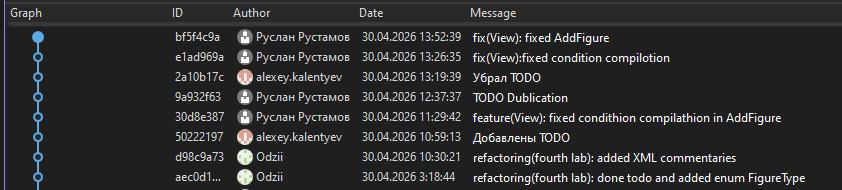 Graph ID Author Date Message
bf5f4c9a Руслан Рустамов 30.04.2026 13:52:39 fix(View): fixed AddFigure
e1ad969a Руслан Рустамов 30.04.2026 13:26:35 fix(View):fixed condition compilotion
2a10b17c alexey.kalentyev 30.04.2026 13:19:39 Убрал TODO
9a932f63 Руслан Рустамов 30.04.2026 12:37:37 TODO Dublication
30d8e387 Руслан Рустамов 30.04.2026 11:29:42 feature(View): fixed condithion compilathion in AddFigure
50222197 alexey.kalentyev 30.04.2026 10:59:13 Добавлены TODO
d98c9a73 Odzii 30.04.2026 10:30:21 refactoring(fourth lab): added XML commentaries
aec0d1... Odzii 30.04.2026 3:18:44 refactoring(fourth lab): done todo and added enum FigureType